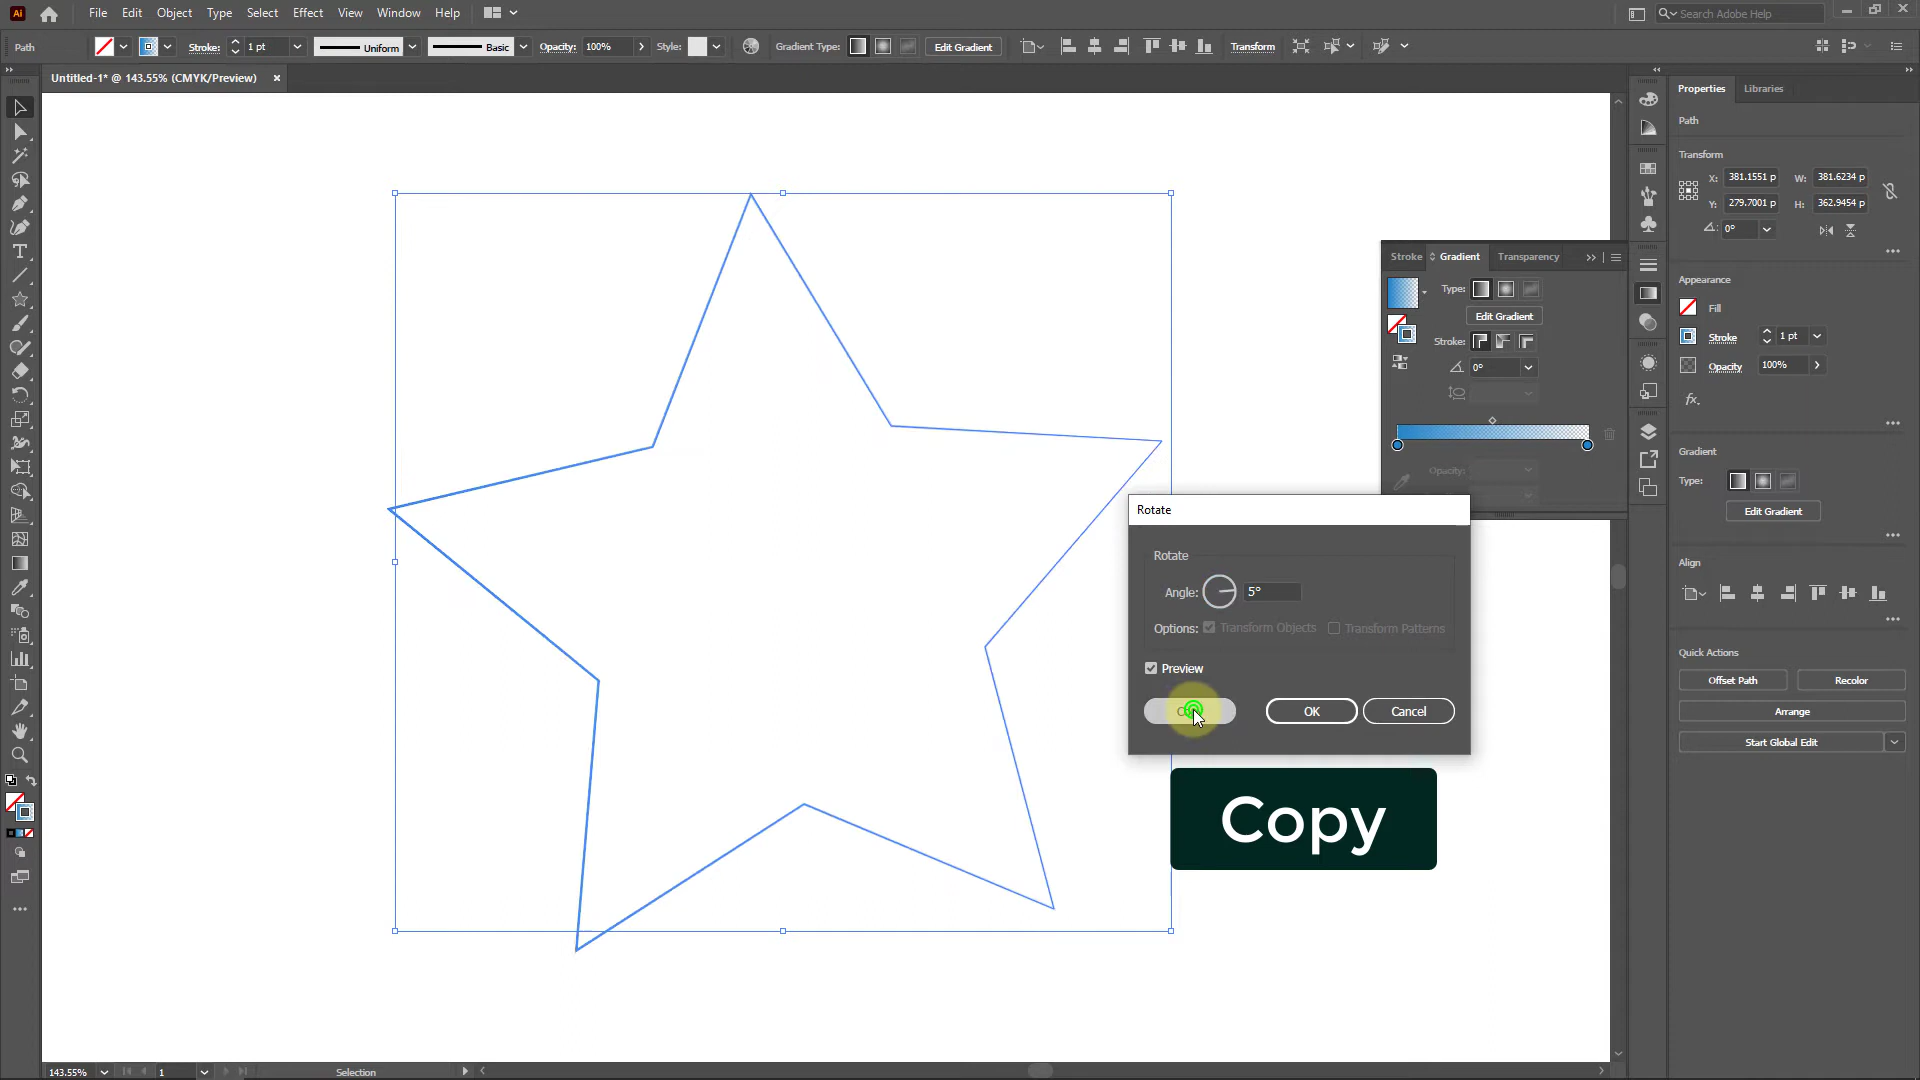 Ai File Edit Object Type Select Effect View Window Help Search Adobe Help
Path Stroke: 1 pt Uniform Basic Opacity: 100% Style: Gradient Type: Edit Gradient Transform
Untitled-1* @ 143.55% (CMYK/Preview) ×
Properties Libraries
Path
Transform
X: 381.1551 p W: 381.6234 p
Y: 279.7001 p H: 362.9454 p
0°
Appearance
Fill
Stroke 1 pt
Opacity 100%
fx.
Gradient
Type:
Edit Gradient
Align
Quick Actions
Offset Path Recolor
Arrange
Start Global Edit
Stroke Gradient Transparency
Type:
Edit Gradient
Stroke:
0°
Opacity:
Rotate
Rotate
Angle: 5°
Options: Transform Objects Transform Patterns
Preview
OK Cancel
Copy
143.55% 1 Selection